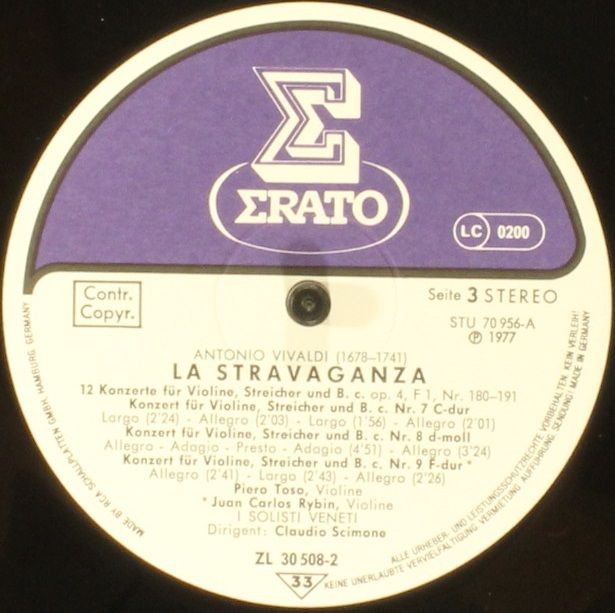 ΣRATO
LC 0200
Contr.
Copyr.
Seite 3 STEREO
STU 70 956-A
℗ 1977
ANTONIO VIVALDI (1678–1741)
LA STRAVAGANZA
12 Konzerte für Violine, Streicher und B. c. op. 4, F 1, Nr. 180–191
Konzert für Violine, Streicher und B. c. Nr. 7 C-dur
Largo (2'24) - Allegro (2'03) - Largo (1'56) - Allegro (2'01)
Konzert für Violine, Streicher und B. c. Nr. 8 d-moll
Allegro - Adagio - Presto - Adagio (4'51) - Allegro (3'24)
Konzert für Violine, Streicher und B. c. Nr. 9 F-dur*
Allegro (2'41) - Largo (2'43) - Allegro (2'26)
Piero Toso, Violine
* Juan Carlos Rybin, Violine
I SOLISTI VENETI
Dirigent: Claudio Scimone
ZL 30 508-2
33
MADE BY RCA SCHALLPLATTEN GMBH, HAMBURG, GERMANY
ALLE URHEBER- UND LEISTUNGSSCHUTZRECHTE VORBEHALTEN. KEIN VERLEIH!
KEINE UNERLAUBTE VERVIELFÄLTIGUNG, VERMIETUNG, AUFFÜHRUNG, SENDUNG! MADE IN GERMANY